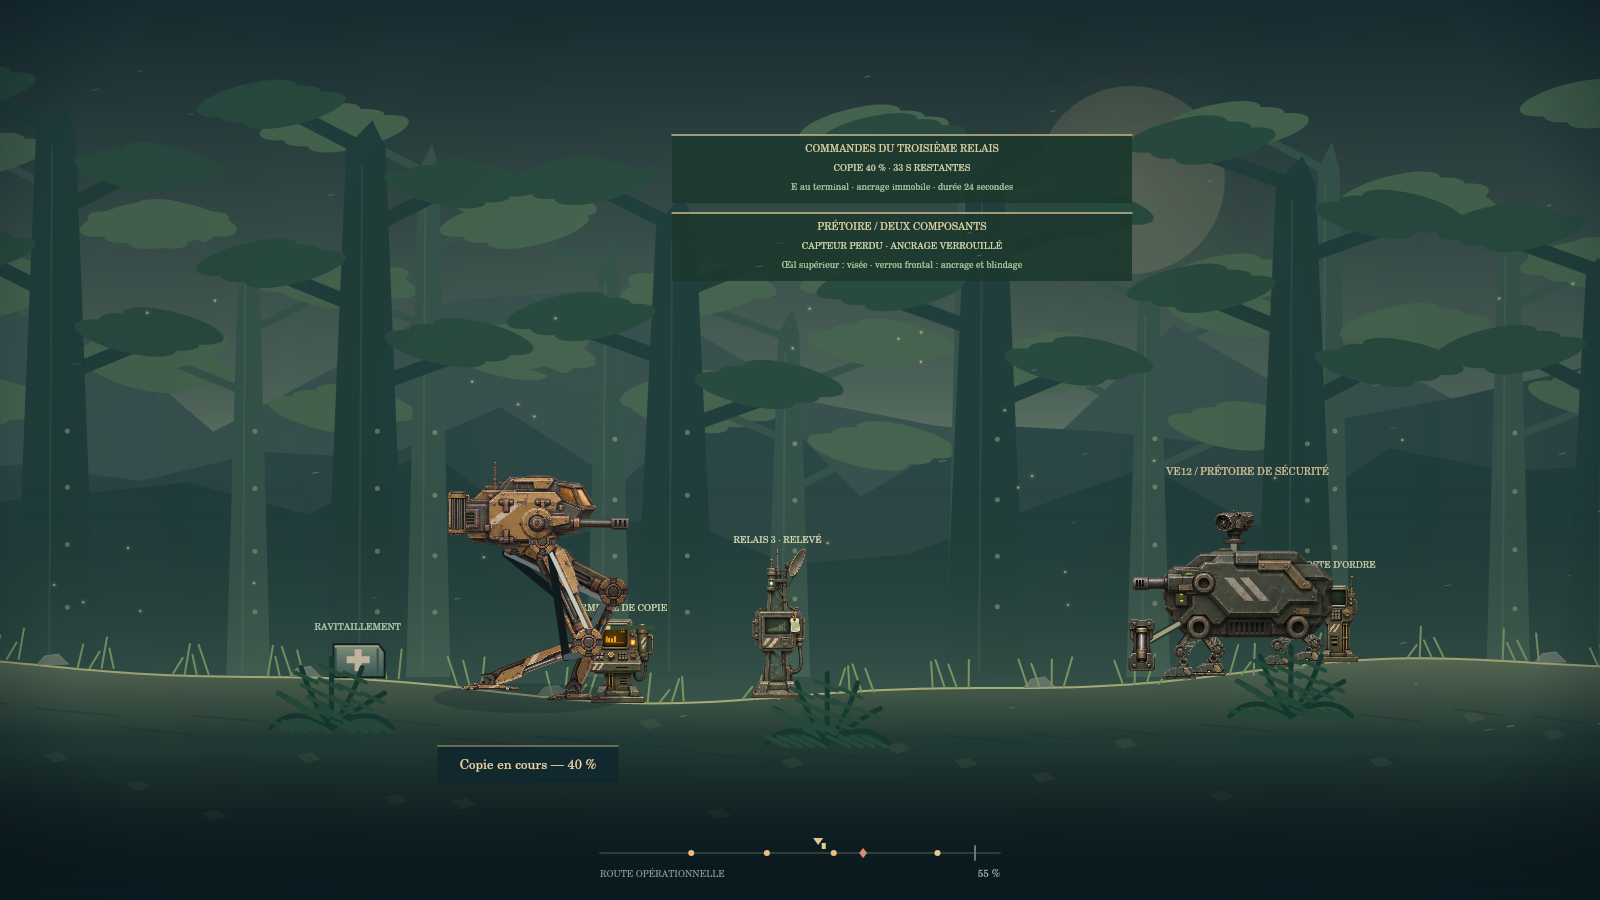 COMMANDES DU TROISIÈME RELAIS
COPIE 40 % · 33 S RESTANTES
E au terminal · ancrage immobile · durée 24 secondes
PRÉTOIRE / DEUX COMPOSANTS
CAPTEUR PERDU · ANCRAGE VERROUILLÉ
Œil supérieur : visée · verrou frontal : ancrage et blindage
VE12 / PRÉTOIRE DE SÉCURITÉ
RELAIS 3 · RELEVÉ
D'ORDRE
DE COPIE
RAVITAILLEMENT
Copie en cours — 40 %
ROUTE OPÉRATIONNELLE
55 %